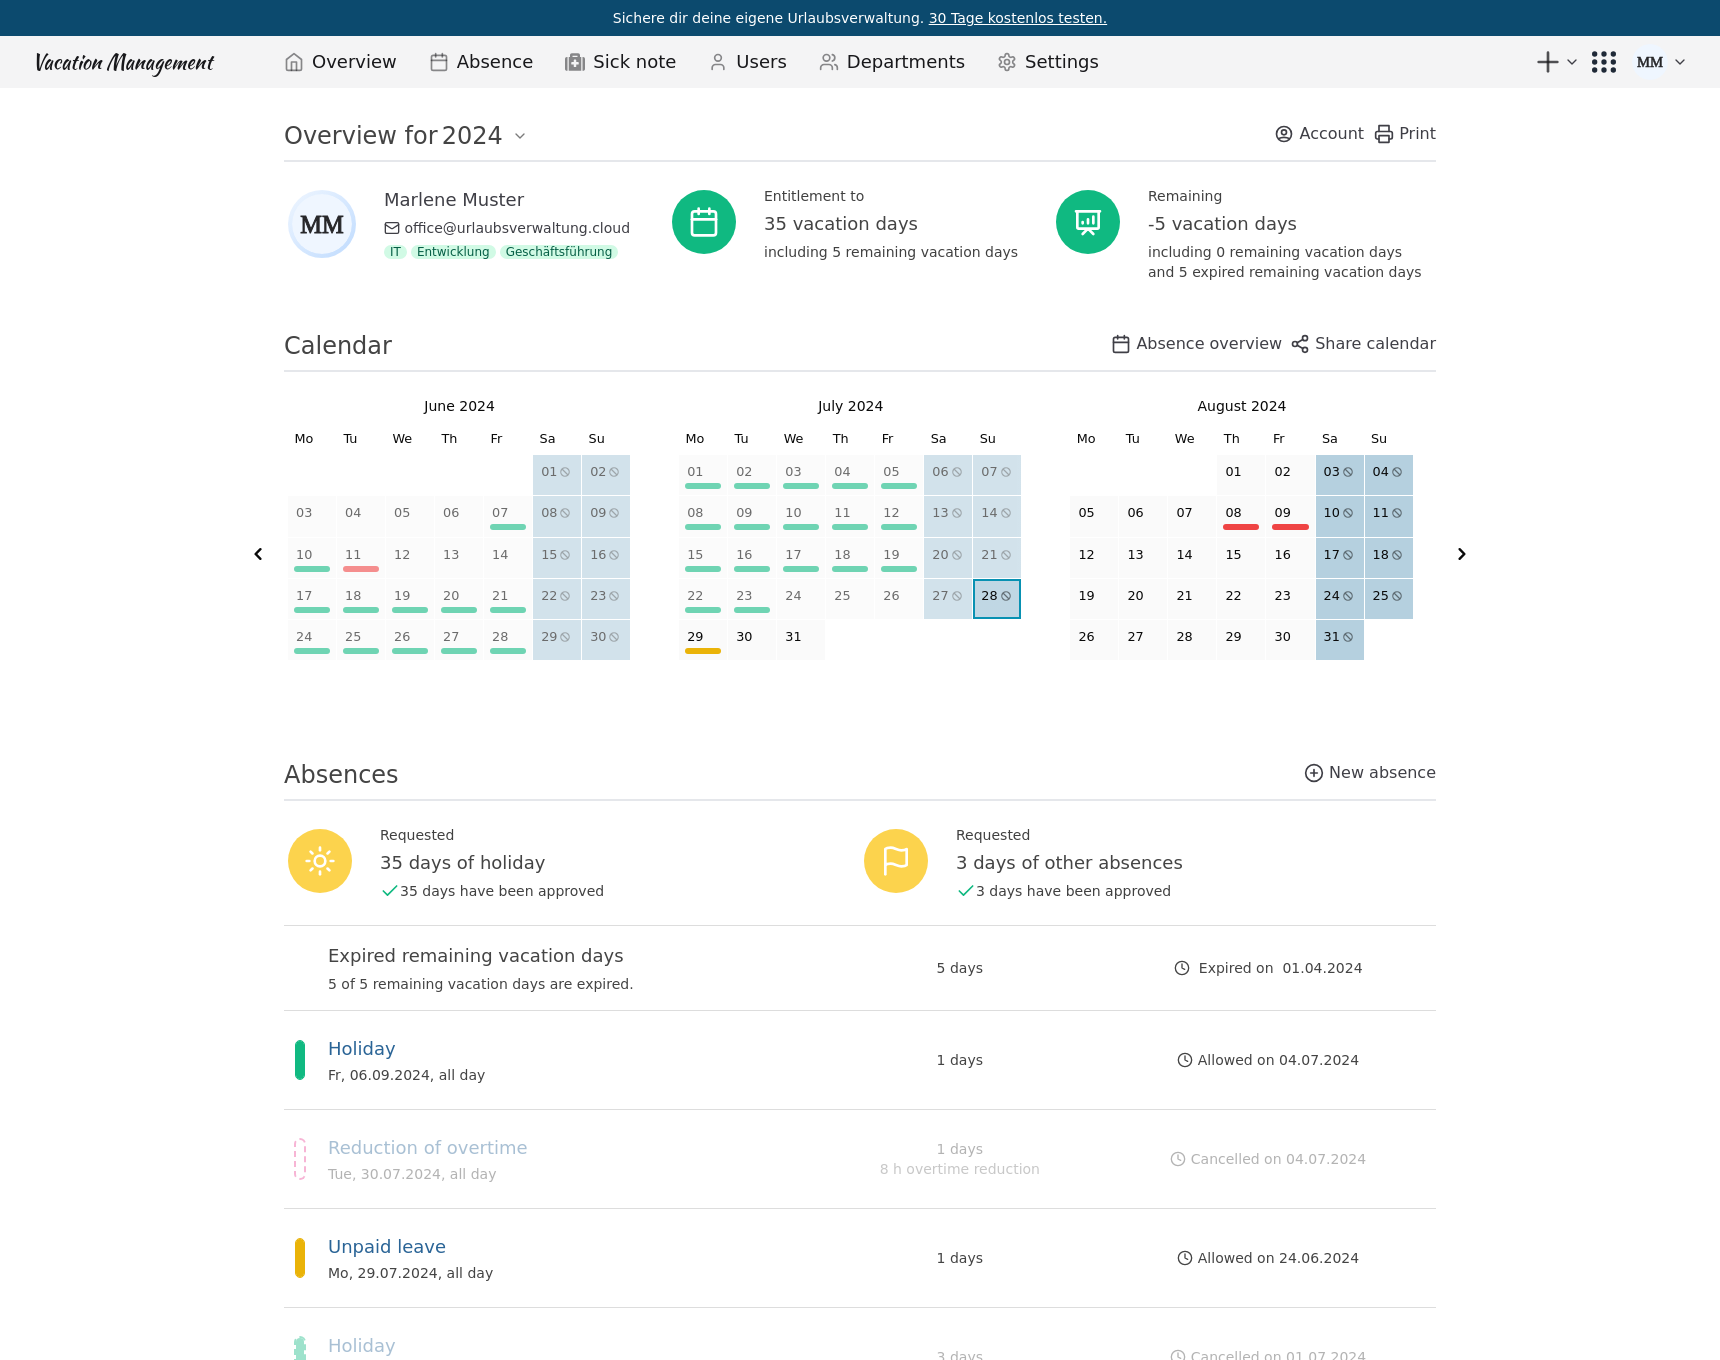 Sichere dir deine eigene Urlaubsverwaltung. 30 Tage kostenlos testen.
Vacation Management Overview Absence Sick note Users Departments Settings MM
Overview for 2024 Account Print
MM
Marlene Muster
office@urlaubsverwaltung.cloud
IT Entwicklung Geschäftsführung
Entitlement to
35 vacation days
including 5 remaining vacation days
Remaining
-5 vacation days
including 0 remaining vacation days
and 5 expired remaining vacation days
Calendar Absence overview Share calendar
June 2024
Mo Tu We Th Fr Sa Su
01 02
03 04 05 06 07 08 09
10 11 12 13 14 15 16
17 18 19 20 21 22 23
24 25 26 27 28 29 30
July 2024
Mo Tu We Th Fr Sa Su
01 02 03 04 05 06 07
08 09 10 11 12 13 14
15 16 17 18 19 20 21
22 23 24 25 26 27 28
29 30 31
August 2024
Mo Tu We Th Fr Sa Su
01 02 03 04
05 06 07 08 09 10 11
12 13 14 15 16 17 18
19 20 21 22 23 24 25
26 27 28 29 30 31
Absences New absence
Requested
35 days of holiday
35 days have been approved
Requested
3 days of other absences
3 days have been approved
Expired remaining vacation days
5 of 5 remaining vacation days are expired.
5 days
Expired on 01.04.2024
Holiday
Fr, 06.09.2024, all day
1 days
Allowed on 04.07.2024
Reduction of overtime
Tue, 30.07.2024, all day
1 days
8 h overtime reduction
Cancelled on 04.07.2024
Unpaid leave
Mo, 29.07.2024, all day
1 days
Allowed on 24.06.2024
Holiday
3 days
Cancelled on 01.07.2024